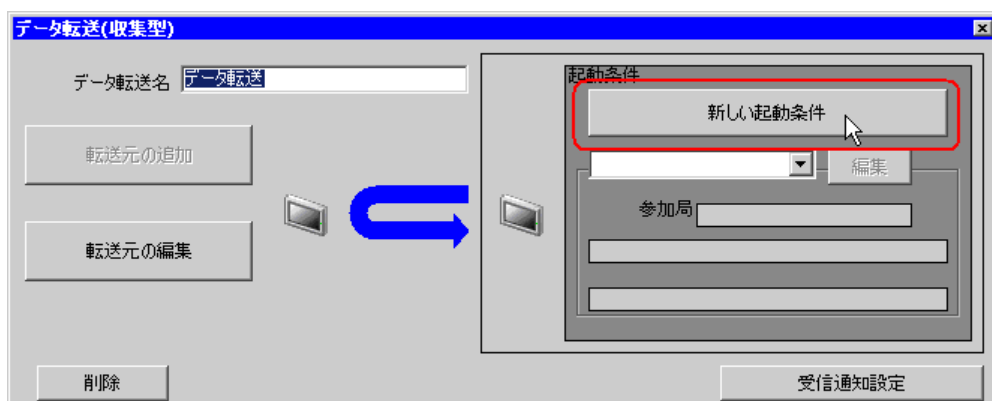 データ転送(収集型)
データ転送名 データ転送
起動条件
新しい起動条件
転送元の追加
編集
参加局
転送元の編集
削除
受信通知設定